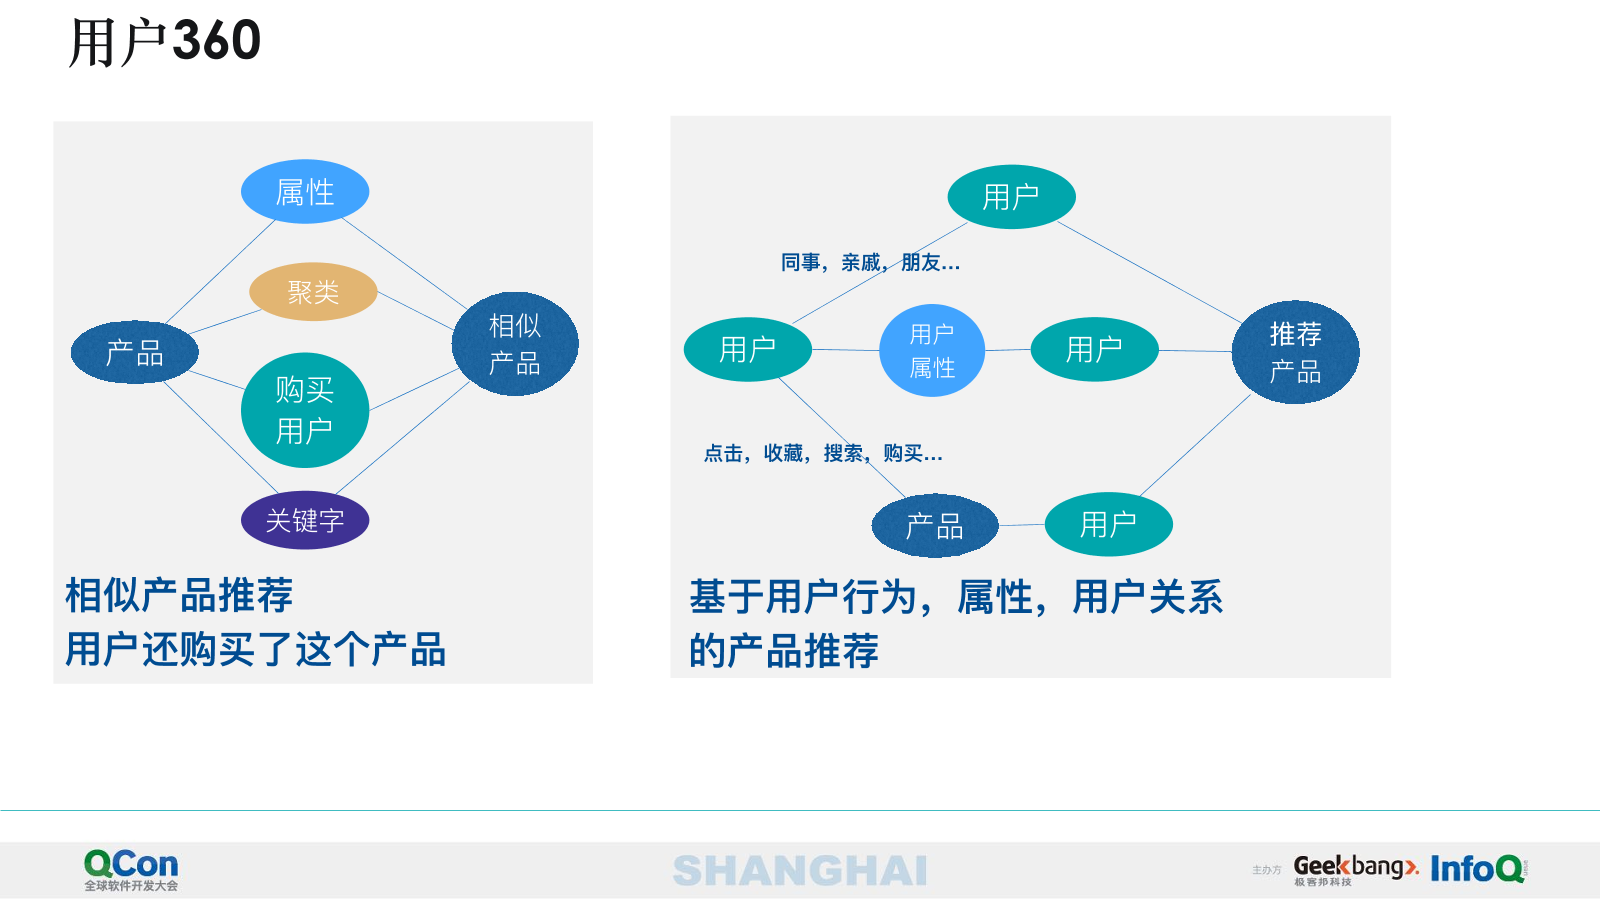 用户360
属性
聚类
产品
相似
产品
购买
用户
关键字
相似产品推荐
用户还购买了这个产品
用户
同事，亲戚，朋友...
用户
用户
属性
用户
推荐
产品
点击，收藏，搜索，购买...
产品
用户
基于用户行为，属性，用户关系
的产品推荐
QCon
全球软件开发大会
SHANGHAI
主办方
Geekbang>.
极客邦科技
InfoQ